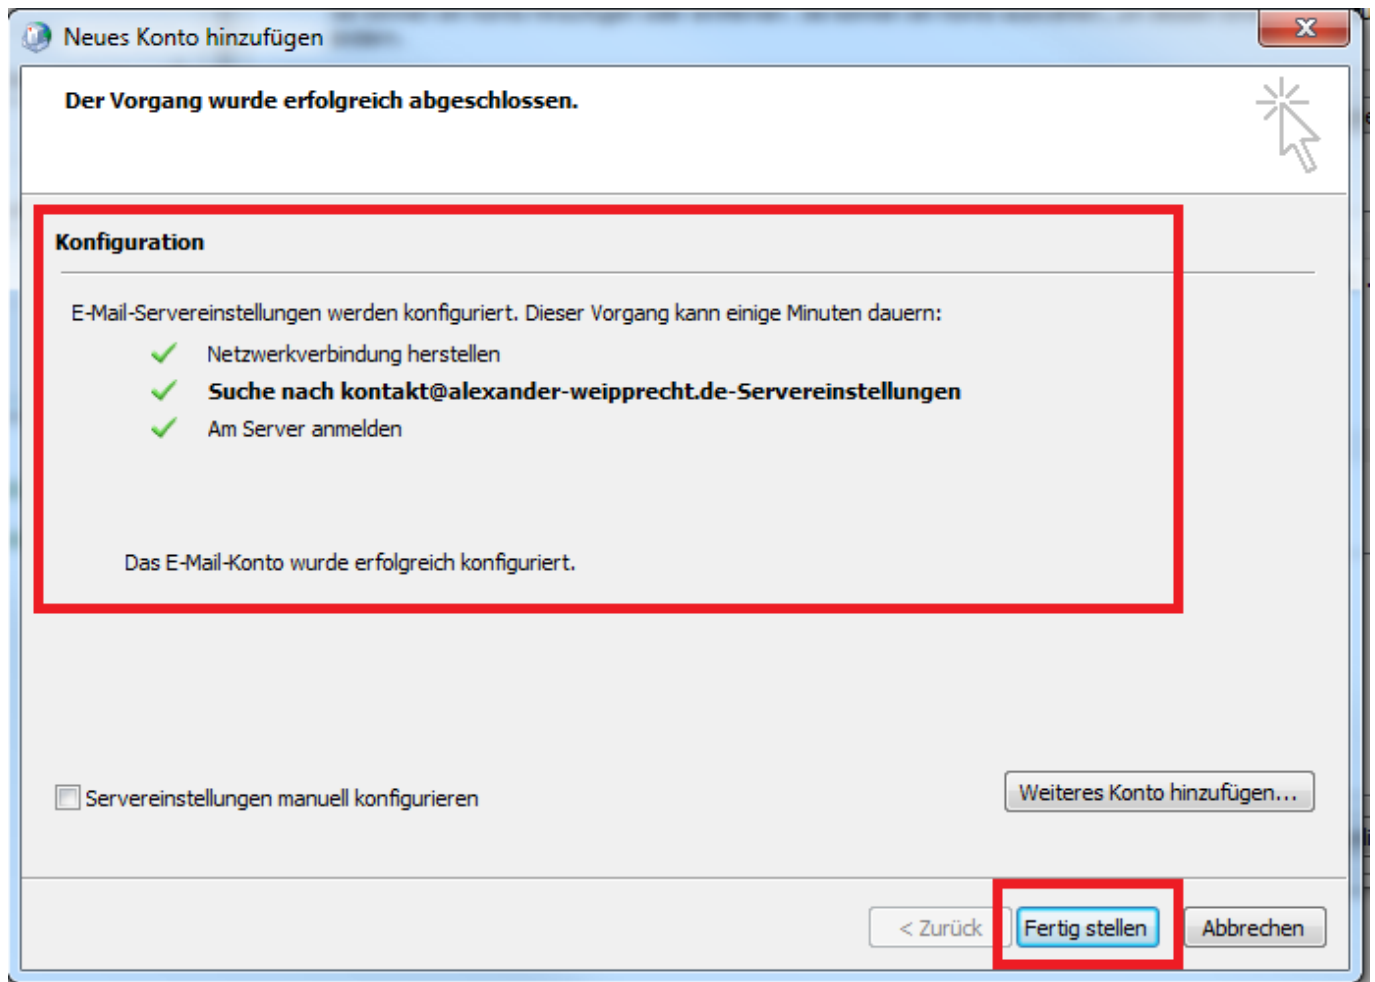 Neues Konto hinzufügen
Der Vorgang wurde erfolgreich abgeschlossen.
Konfiguration
E-Mail-Servereinstellungen werden konfiguriert. Dieser Vorgang kann einige Minuten dauern:
Netzwerkverbindung herstellen
Suche nach kontakt@alexander-weipprecht.de-Servereinstellungen
Am Server anmelden
Das E-Mail-Konto wurde erfolgreich konfiguriert.
Servereinstellungen manuell konfigurieren
Weiteres Konto hinzufügen...
< Zurück
Fertig stellen
Abbrechen